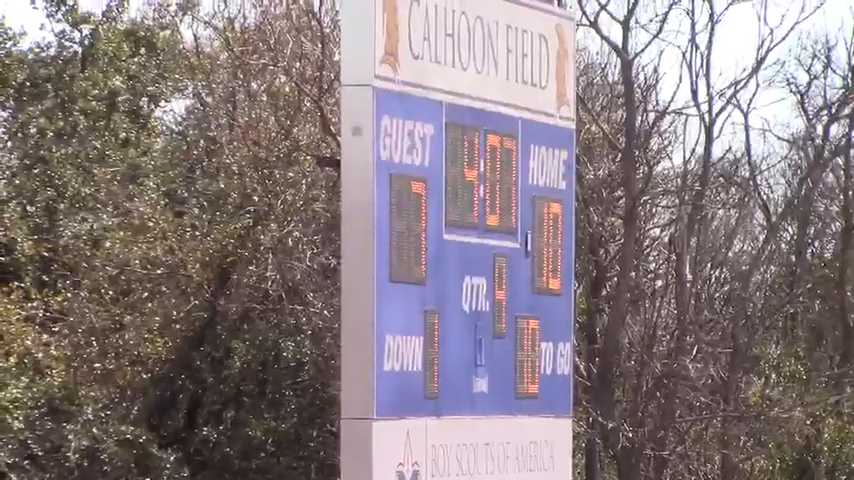 CALHOON FIELD
GUEST
HOME
QTR.
DOWN
TO GO
BOY SCOUTS OF AMERICA